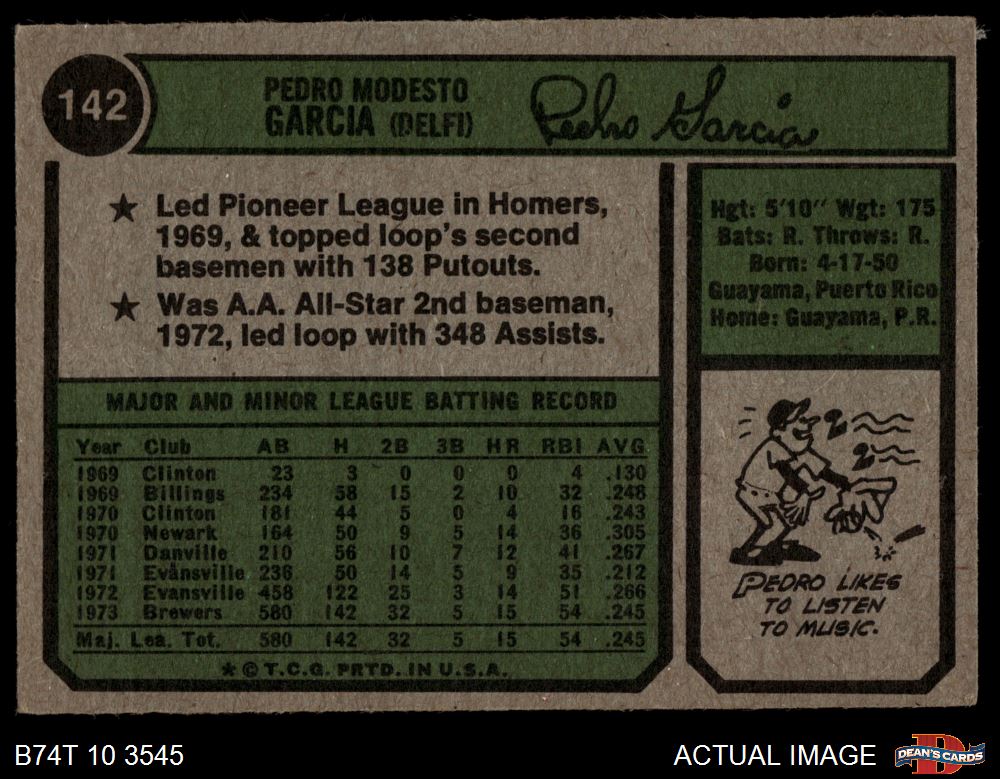 142
PEDRO MODESTO
GARCIA (DELFI)
Pedro Garcia
★ Led Pioneer League in Homers,
1969, & topped loop's second
basemen with 138 Putouts.
★ Was A.A. All-Star 2nd baseman,
1972, led loop with 348 Assists.
Hgt: 5'10" Wgt: 175
Bats: R. Throws: R.
Born: 4-17-50
Guayama, Puerto Rico
Home: Guayama, P.R.
MAJOR AND MINOR LEAGUE BATTING RECORD
Year Club AB H 2B 3B HR RBI AVG.
1969 Clinton 23 3 0 0 0 4 .130
1969 Billings 234 58 15 2 10 32 .248
1970 Clinton 181 44 5 0 4 16 .243
1970 Newark 164 50 9 5 14 36 .305
1971 Danville 210 56 10 7 12 41 .267
1971 Evansville 236 50 14 5 9 35 .212
1972 Evansville 458 122 25 3 14 51 .266
1973 Brewers 580 142 32 5 15 54 .245
Maj. Lea. Tot. 580 142 32 5 15 54 .245
★ © T.C.G. PRTD. IN U.S.A.
PEDRO LIKES
TO LISTEN
TO MUSIC.
B74T 10 3545
ACTUAL IMAGE
DEAN'S CARDS